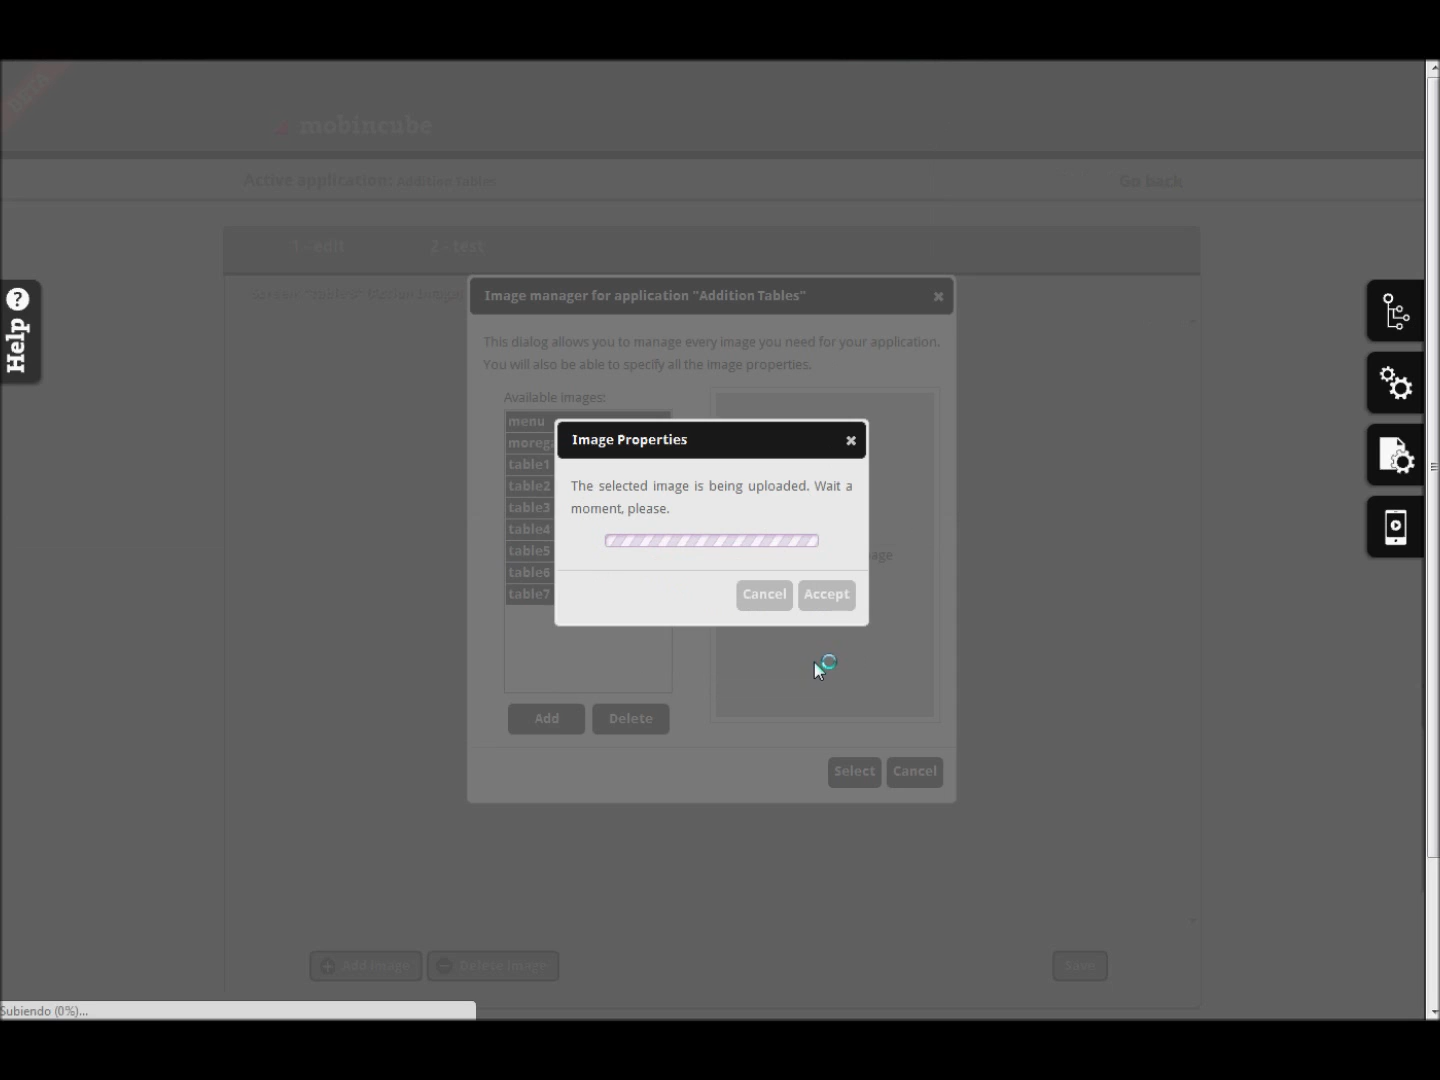 BETA
mobincube
Active application: Addition Tables
Go back
1 - edit
2 - test
Help
Image manager for application "Addition Tables"
This dialog allows you to manage every image you need for your application.
You will also be able to specify all the image properties.
Available images:
menu
table1
table2
table3
table4
table5
table6
table7
Image Properties
The selected image is being uploaded. Wait a
moment, please.
Cancel Accept
Add Delete
Select Cancel
Add image Delete image
Save
Subiendo (0%)...